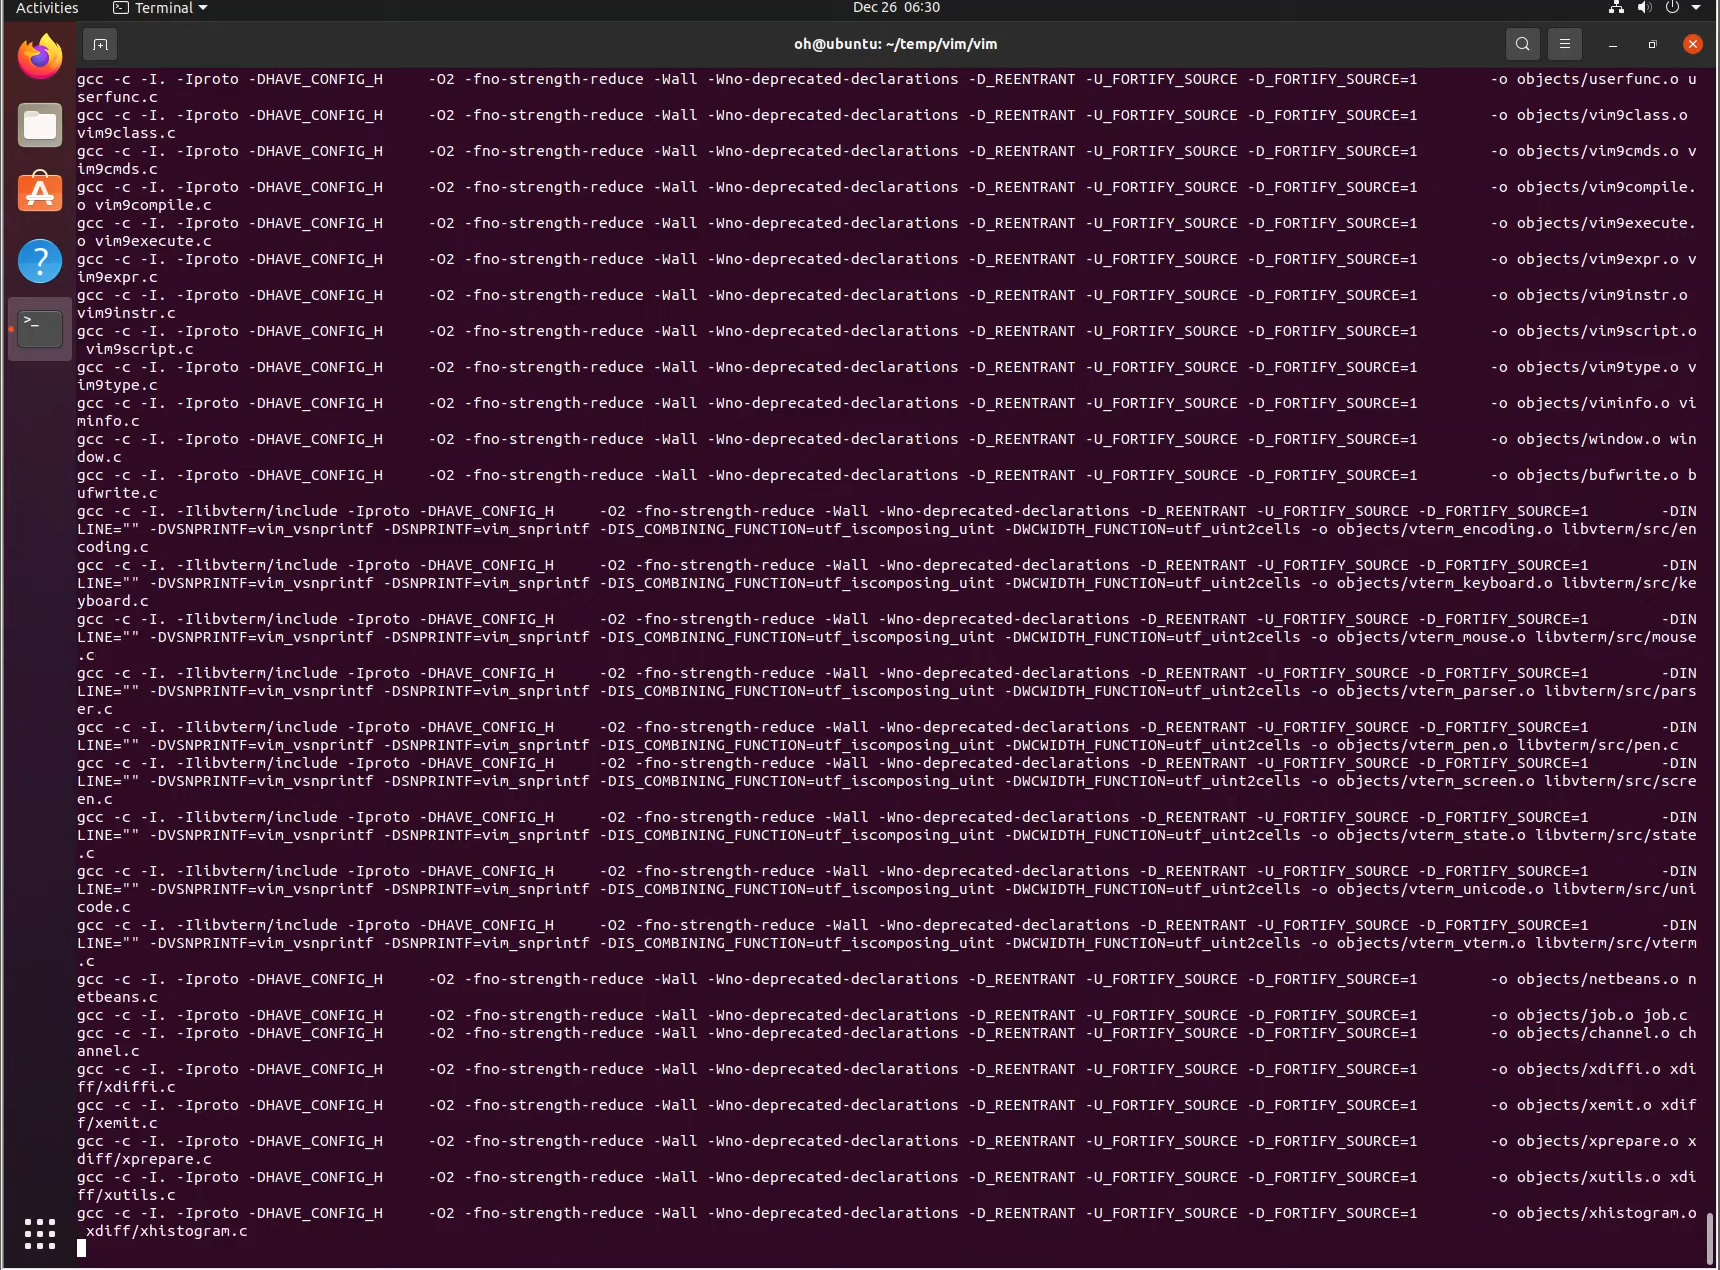 Activities
Terminal
Dec 26 06:30
oh@ubuntu: ~/temp/vim/vim
gcc -c -I. -Iproto -DHAVE_CONFIG_H     -O2 -fno-strength-reduce -Wall -Wno-deprecated-declarations -D_REENTRANT -U_FORTIFY_SOURCE -D_FORTIFY_SOURCE=1        -o objects/userfunc.o u
serfunc.c
gcc -c -I. -Iproto -DHAVE_CONFIG_H     -O2 -fno-strength-reduce -Wall -Wno-deprecated-declarations -D_REENTRANT -U_FORTIFY_SOURCE -D_FORTIFY_SOURCE=1        -o objects/vim9class.o
vim9class.c
gcc -c -I. -Iproto -DHAVE_CONFIG_H     -O2 -fno-strength-reduce -Wall -Wno-deprecated-declarations -D_REENTRANT -U_FORTIFY_SOURCE -D_FORTIFY_SOURCE=1        -o objects/vim9cmds.o v
im9cmds.c
gcc -c -I. -Iproto -DHAVE_CONFIG_H     -O2 -fno-strength-reduce -Wall -Wno-deprecated-declarations -D_REENTRANT -U_FORTIFY_SOURCE -D_FORTIFY_SOURCE=1        -o objects/vim9compile.
o vim9compile.c
gcc -c -I. -Iproto -DHAVE_CONFIG_H     -O2 -fno-strength-reduce -Wall -Wno-deprecated-declarations -D_REENTRANT -U_FORTIFY_SOURCE -D_FORTIFY_SOURCE=1        -o objects/vim9execute.
o vim9execute.c
gcc -c -I. -Iproto -DHAVE_CONFIG_H     -O2 -fno-strength-reduce -Wall -Wno-deprecated-declarations -D_REENTRANT -U_FORTIFY_SOURCE -D_FORTIFY_SOURCE=1        -o objects/vim9expr.o v
im9expr.c
gcc -c -I. -Iproto -DHAVE_CONFIG_H     -O2 -fno-strength-reduce -Wall -Wno-deprecated-declarations -D_REENTRANT -U_FORTIFY_SOURCE -D_FORTIFY_SOURCE=1        -o objects/vim9instr.o
vim9instr.c
gcc -c -I. -Iproto -DHAVE_CONFIG_H     -O2 -fno-strength-reduce -Wall -Wno-deprecated-declarations -D_REENTRANT -U_FORTIFY_SOURCE -D_FORTIFY_SOURCE=1        -o objects/vim9script.o
 vim9script.c
gcc -c -I. -Iproto -DHAVE_CONFIG_H     -O2 -fno-strength-reduce -Wall -Wno-deprecated-declarations -D_REENTRANT -U_FORTIFY_SOURCE -D_FORTIFY_SOURCE=1        -o objects/vim9type.o v
im9type.c
gcc -c -I. -Iproto -DHAVE_CONFIG_H     -O2 -fno-strength-reduce -Wall -Wno-deprecated-declarations -D_REENTRANT -U_FORTIFY_SOURCE -D_FORTIFY_SOURCE=1        -o objects/viminfo.o vi
minfo.c
gcc -c -I. -Iproto -DHAVE_CONFIG_H     -O2 -fno-strength-reduce -Wall -Wno-deprecated-declarations -D_REENTRANT -U_FORTIFY_SOURCE -D_FORTIFY_SOURCE=1        -o objects/window.o win
dow.c
gcc -c -I. -Iproto -DHAVE_CONFIG_H     -O2 -fno-strength-reduce -Wall -Wno-deprecated-declarations -D_REENTRANT -U_FORTIFY_SOURCE -D_FORTIFY_SOURCE=1        -o objects/bufwrite.o b
ufwrite.c
gcc -c -I. -Ilibvterm/include -Iproto -DHAVE_CONFIG_H     -O2 -fno-strength-reduce -Wall -Wno-deprecated-declarations -D_REENTRANT -U_FORTIFY_SOURCE -D_FORTIFY_SOURCE=1        -DIN
LINE="" -DVSNPRINTF=vim_vsnprintf -DSNPRINTF=vim_snprintf -DIS_COMBINING_FUNCTION=utf_iscomposing_uint -DWCWIDTH_FUNCTION=utf_uint2cells -o objects/vterm_encoding.o libvterm/src/en
coding.c
gcc -c -I. -Ilibvterm/include -Iproto -DHAVE_CONFIG_H     -O2 -fno-strength-reduce -Wall -Wno-deprecated-declarations -D_REENTRANT -U_FORTIFY_SOURCE -D_FORTIFY_SOURCE=1        -DIN
LINE="" -DVSNPRINTF=vim_vsnprintf -DSNPRINTF=vim_snprintf -DIS_COMBINING_FUNCTION=utf_iscomposing_uint -DWCWIDTH_FUNCTION=utf_uint2cells -o objects/vterm_keyboard.o libvterm/src/ke
yboard.c
gcc -c -I. -Ilibvterm/include -Iproto -DHAVE_CONFIG_H     -O2 -fno-strength-reduce -Wall -Wno-deprecated-declarations -D_REENTRANT -U_FORTIFY_SOURCE -D_FORTIFY_SOURCE=1        -DIN
LINE="" -DVSNPRINTF=vim_vsnprintf -DSNPRINTF=vim_snprintf -DIS_COMBINING_FUNCTION=utf_iscomposing_uint -DWCWIDTH_FUNCTION=utf_uint2cells -o objects/vterm_mouse.o libvterm/src/mouse
.c
gcc -c -I. -Ilibvterm/include -Iproto -DHAVE_CONFIG_H     -O2 -fno-strength-reduce -Wall -Wno-deprecated-declarations -D_REENTRANT -U_FORTIFY_SOURCE -D_FORTIFY_SOURCE=1        -DIN
LINE="" -DVSNPRINTF=vim_vsnprintf -DSNPRINTF=vim_snprintf -DIS_COMBINING_FUNCTION=utf_iscomposing_uint -DWCWIDTH_FUNCTION=utf_uint2cells -o objects/vterm_parser.o libvterm/src/pars
er.c
gcc -c -I. -Ilibvterm/include -Iproto -DHAVE_CONFIG_H     -O2 -fno-strength-reduce -Wall -Wno-deprecated-declarations -D_REENTRANT -U_FORTIFY_SOURCE -D_FORTIFY_SOURCE=1        -DIN
LINE="" -DVSNPRINTF=vim_vsnprintf -DSNPRINTF=vim_snprintf -DIS_COMBINING_FUNCTION=utf_iscomposing_uint -DWCWIDTH_FUNCTION=utf_uint2cells -o objects/vterm_pen.o libvterm/src/pen.c
gcc -c -I. -Ilibvterm/include -Iproto -DHAVE_CONFIG_H     -O2 -fno-strength-reduce -Wall -Wno-deprecated-declarations -D_REENTRANT -U_FORTIFY_SOURCE -D_FORTIFY_SOURCE=1        -DIN
LINE="" -DVSNPRINTF=vim_vsnprintf -DSNPRINTF=vim_snprintf -DIS_COMBINING_FUNCTION=utf_iscomposing_uint -DWCWIDTH_FUNCTION=utf_uint2cells -o objects/vterm_screen.o libvterm/src/scre
en.c
gcc -c -I. -Ilibvterm/include -Iproto -DHAVE_CONFIG_H     -O2 -fno-strength-reduce -Wall -Wno-deprecated-declarations -D_REENTRANT -U_FORTIFY_SOURCE -D_FORTIFY_SOURCE=1        -DIN
LINE="" -DVSNPRINTF=vim_vsnprintf -DSNPRINTF=vim_snprintf -DIS_COMBINING_FUNCTION=utf_iscomposing_uint -DWCWIDTH_FUNCTION=utf_uint2cells -o objects/vterm_state.o libvterm/src/state
.c
gcc -c -I. -Ilibvterm/include -Iproto -DHAVE_CONFIG_H     -O2 -fno-strength-reduce -Wall -Wno-deprecated-declarations -D_REENTRANT -U_FORTIFY_SOURCE -D_FORTIFY_SOURCE=1        -DIN
LINE="" -DVSNPRINTF=vim_vsnprintf -DSNPRINTF=vim_snprintf -DIS_COMBINING_FUNCTION=utf_iscomposing_uint -DWCWIDTH_FUNCTION=utf_uint2cells -o objects/vterm_unicode.o libvterm/src/uni
code.c
gcc -c -I. -Ilibvterm/include -Iproto -DHAVE_CONFIG_H     -O2 -fno-strength-reduce -Wall -Wno-deprecated-declarations -D_REENTRANT -U_FORTIFY_SOURCE -D_FORTIFY_SOURCE=1        -DIN
LINE="" -DVSNPRINTF=vim_vsnprintf -DSNPRINTF=vim_snprintf -DIS_COMBINING_FUNCTION=utf_iscomposing_uint -DWCWIDTH_FUNCTION=utf_uint2cells -o objects/vterm_vterm.o libvterm/src/vterm
.c
gcc -c -I. -Iproto -DHAVE_CONFIG_H     -O2 -fno-strength-reduce -Wall -Wno-deprecated-declarations -D_REENTRANT -U_FORTIFY_SOURCE -D_FORTIFY_SOURCE=1        -o objects/netbeans.o n
etbeans.c
gcc -c -I. -Iproto -DHAVE_CONFIG_H     -O2 -fno-strength-reduce -Wall -Wno-deprecated-declarations -D_REENTRANT -U_FORTIFY_SOURCE -D_FORTIFY_SOURCE=1        -o objects/job.o job.c
gcc -c -I. -Iproto -DHAVE_CONFIG_H     -O2 -fno-strength-reduce -Wall -Wno-deprecated-declarations -D_REENTRANT -U_FORTIFY_SOURCE -D_FORTIFY_SOURCE=1        -o objects/channel.o ch
annel.c
gcc -c -I. -Iproto -DHAVE_CONFIG_H     -O2 -fno-strength-reduce -Wall -Wno-deprecated-declarations -D_REENTRANT -U_FORTIFY_SOURCE -D_FORTIFY_SOURCE=1        -o objects/xdiffi.o xdi
ff/xdiffi.c
gcc -c -I. -Iproto -DHAVE_CONFIG_H     -O2 -fno-strength-reduce -Wall -Wno-deprecated-declarations -D_REENTRANT -U_FORTIFY_SOURCE -D_FORTIFY_SOURCE=1        -o objects/xemit.o xdif
f/xemit.c
gcc -c -I. -Iproto -DHAVE_CONFIG_H     -O2 -fno-strength-reduce -Wall -Wno-deprecated-declarations -D_REENTRANT -U_FORTIFY_SOURCE -D_FORTIFY_SOURCE=1        -o objects/xprepare.o x
diff/xprepare.c
gcc -c -I. -Iproto -DHAVE_CONFIG_H     -O2 -fno-strength-reduce -Wall -Wno-deprecated-declarations -D_REENTRANT -U_FORTIFY_SOURCE -D_FORTIFY_SOURCE=1        -o objects/xutils.o xdi
ff/xutils.c
gcc -c -I. -Iproto -DHAVE_CONFIG_H     -O2 -fno-strength-reduce -Wall -Wno-deprecated-declarations -D_REENTRANT -U_FORTIFY_SOURCE -D_FORTIFY_SOURCE=1        -o objects/xhistogram.o
 xdiff/xhistogram.c